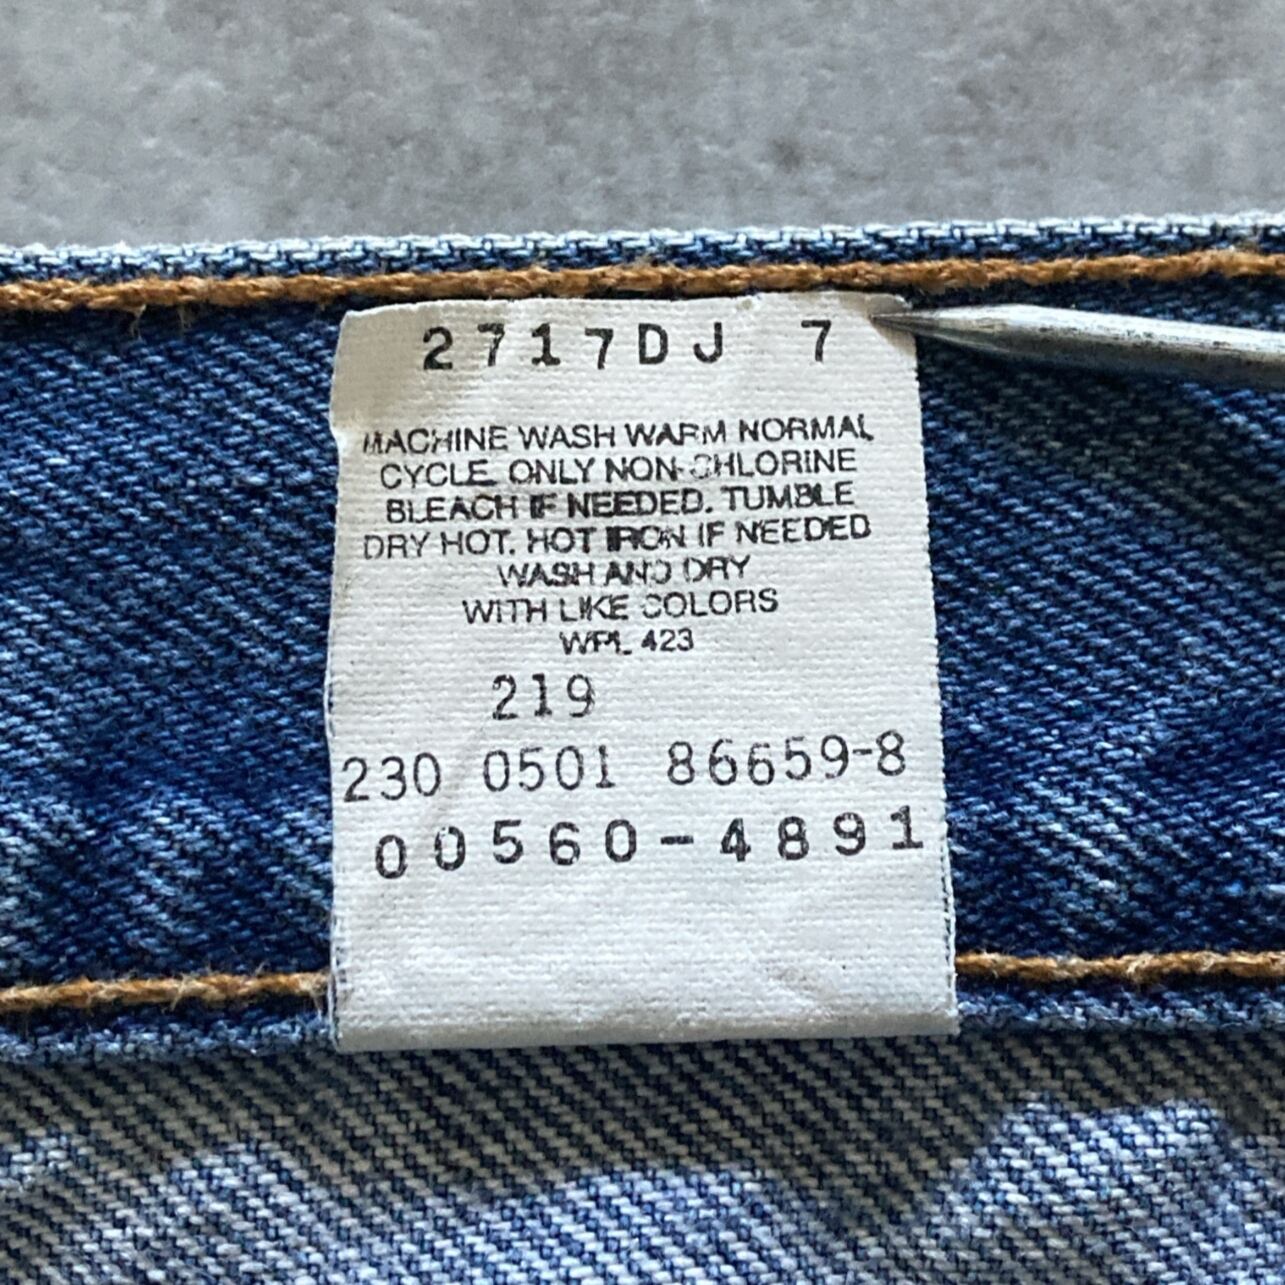 2717DJ 7
MACHINE WASH WARM NORMAL
CYCLE. ONLY NON-CHLORINE
BLEACH IF NEEDED. TUMBLE
DRY HOT. HOT IRON IF NEEDED
WASH AND DRY
WITH LIKE COLORS
WPL 423
219
230 0501 86659-8
00560-4891